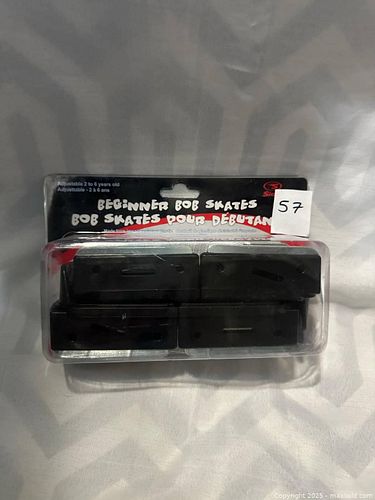 Adjustable 2 to 6 years old
Adjustable - 2 à 6 ans
BEGINNER BOB SKATES
BOB SKATES POUR DÉBUTAN
57
Copyright 2025 - maxsold.com